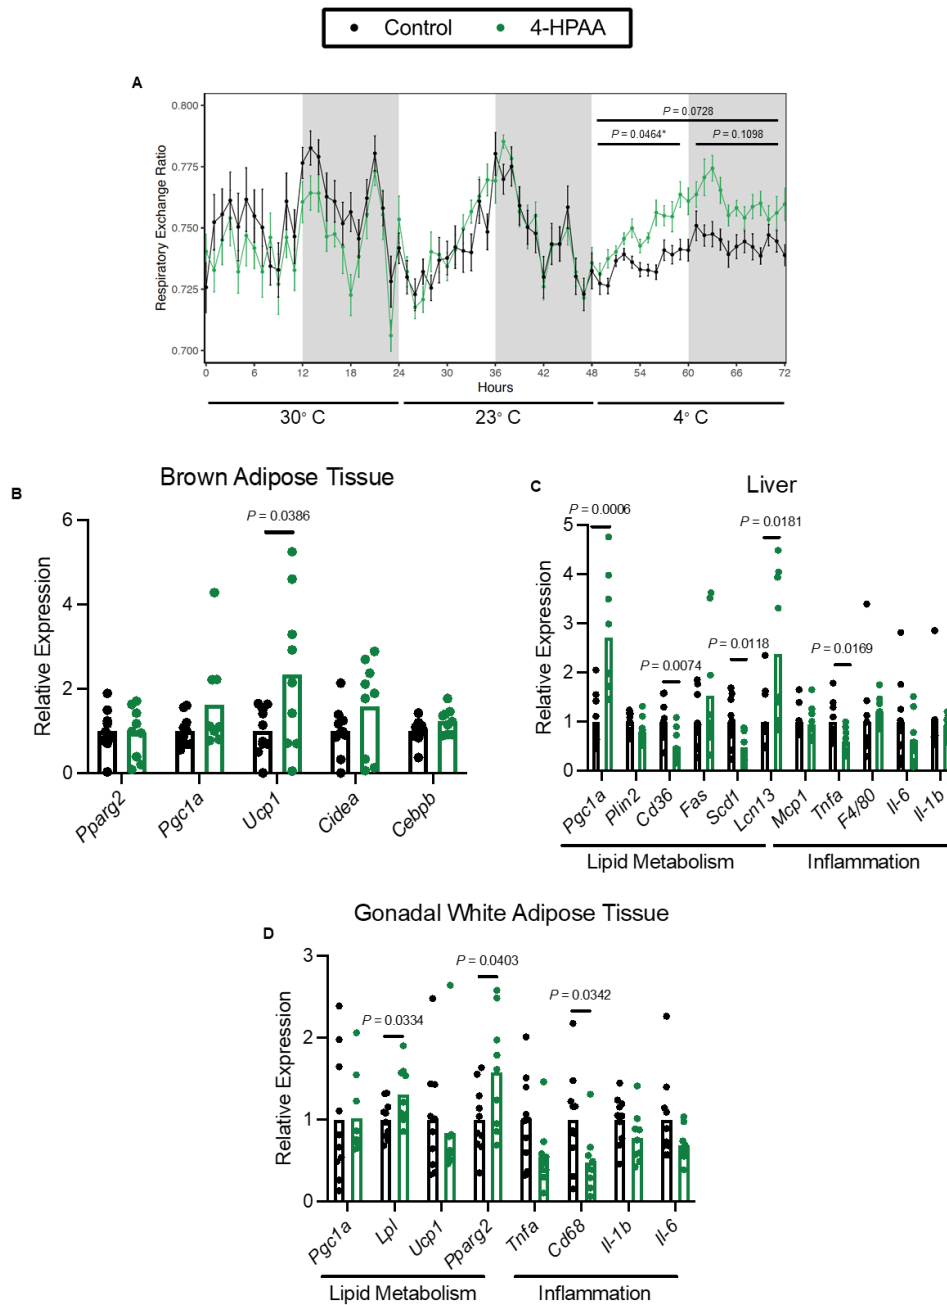 Control 4-HPAA
A
0.800
0.775
0.750
0.725
0.700
Respiratory Exchange Ratio
P = 0.0728
P = 0.0464* P = 0.1098
0 6 12 18 24 30 36 42 48 54 60 66 72
Hours
30° C 23° C 4° C
B
Brown Adipose Tissue
Relative Expression
6
4
2
0
P = 0.0386
Pparg2 Pgc1a Ucp1 Cidea Cebpb
C
Liver
Relative Expression
5
4
3
2
1
0
P = 0.0006
P = 0.0181
P = 0.0118
P = 0.0074
P = 0.0169
Pgc1a Plin2 Cd36 Fas Scd1 Lcn13 Mcp1 Tnfa F4/80 Il-6 Il-1b
Lipid Metabolism Inflammation
D
Gonadal White Adipose Tissue
Relative Expression
3
2
1
0
P = 0.0403
P = 0.0342
P = 0.0334
Pgc1a Lpl Ucp1 Pparg2 Tnfa Cd68 Il-1b Il-6
Lipid Metabolism Inflammation